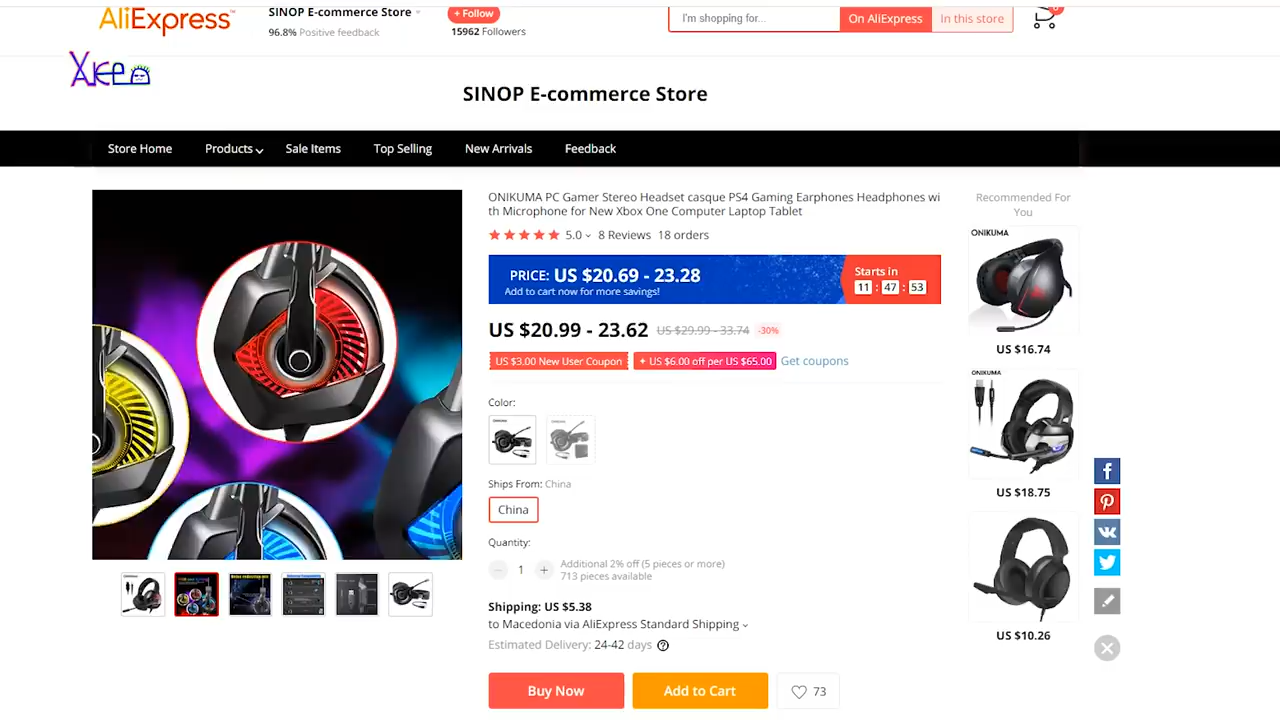 AliExpress™
SINOP E-commerce Store
96.8% Positive feedback
+ Follow
15962 Followers
I'm shopping for...
On AliExpress
In this store
SINOP E-commerce Store
Store Home
Products
Sale Items
Top Selling
New Arrivals
Feedback
ONIKUMA PC Gamer Stereo Headset casque PS4 Gaming Earphones Headphones wi
th Microphone for New Xbox One Computer Laptop Tablet
5.0 8 Reviews 18 orders
PRICE: US $20.69 - 23.28
Add to cart now for more savings!
Starts in
11 : 47 : 53
US $20.99 - 23.62 US $29.99 - 33.74 -30%
US $3.00 New User Coupon + US $6.00 off per US $65.00 Get coupons
Color:
Ships From: China
China
Quantity:
1
Additional 2% off (5 pieces or more)
713 pieces available
Shipping: US $5.38
to Macedonia via AliExpress Standard Shipping
Estimated Delivery: 24-42 days
Buy Now
Add to Cart
73
Recommended For
You
ONIKUMA
US $16.74
ONIKUMA
US $18.75
US $10.26